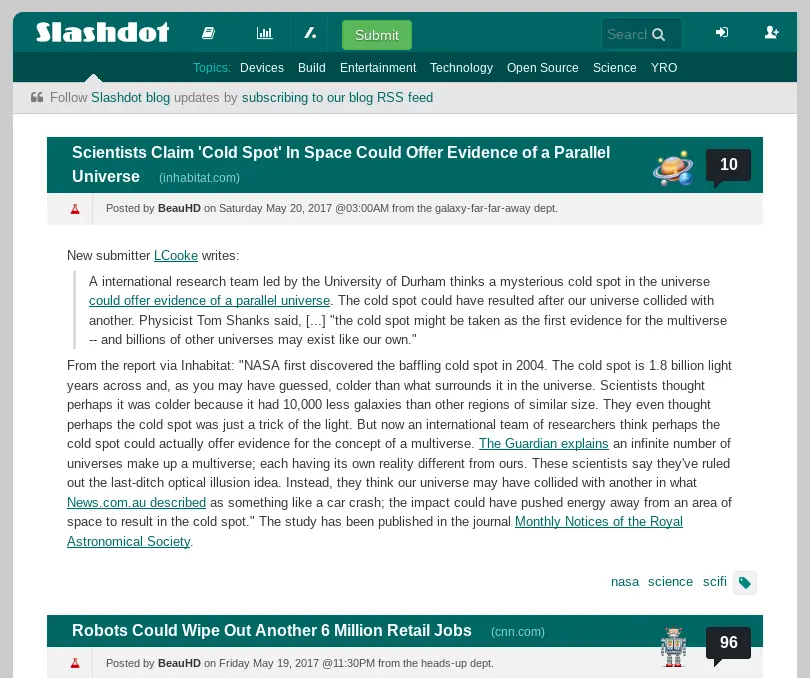 Slashdot
Submit
Search
Topics: Devices Build Entertainment Technology Open Source Science YRO
Follow Slashdot blog updates by subscribing to our blog RSS feed
Scientists Claim 'Cold Spot' In Space Could Offer Evidence of a Parallel
Universe (inhabitat.com)
10
Posted by BeauHD on Saturday May 20, 2017 @03:00AM from the galaxy-far-far-away dept.
New submitter LCooke writes:
A international research team led by the University of Durham thinks a mysterious cold spot in the universe
could offer evidence of a parallel universe. The cold spot could have resulted after our universe collided with
another. Physicist Tom Shanks said, [...] "the cold spot might be taken as the first evidence for the multiverse
-- and billions of other universes may exist like our own."
From the report via Inhabitat: "NASA first discovered the baffling cold spot in 2004. The cold spot is 1.8 billion light
years across and, as you may have guessed, colder than what surrounds it in the universe. Scientists thought
perhaps it was colder because it had 10,000 less galaxies than other regions of similar size. They even thought
perhaps the cold spot was just a trick of the light. But now an international team of researchers think perhaps the
cold spot could actually offer evidence for the concept of a multiverse. The Guardian explains an infinite number of
universes make up a multiverse; each having its own reality different from ours. These scientists say they've ruled
out the last-ditch optical illusion idea. Instead, they think our universe may have collided with another in what
News.com.au described as something like a car crash; the impact could have pushed energy away from an area of
space to result in the cold spot." The study has been published in the journal Monthly Notices of the Royal
Astronomical Society.
nasa science scifi
Robots Could Wipe Out Another 6 Million Retail Jobs (cnn.com)
96
Posted by BeauHD on Friday May 19, 2017 @11:30PM from the heads-up dept.